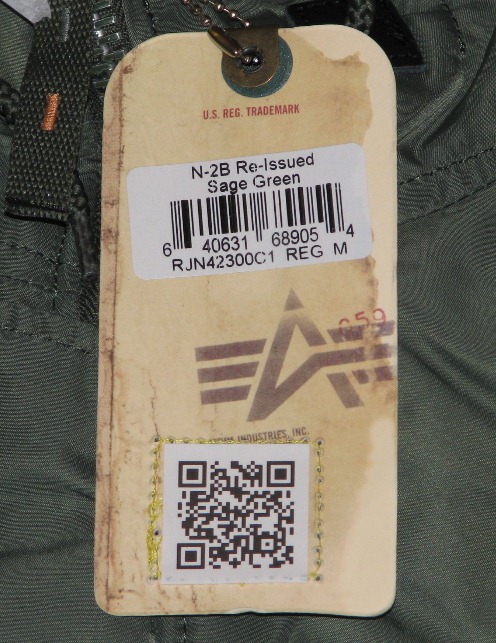 U.S. REG. TRADEMARK
N-2B Re-Issued
Sage Green
6 40631 68905 4
RJN42300C1 REG M
659
INDUSTRIES, INC.